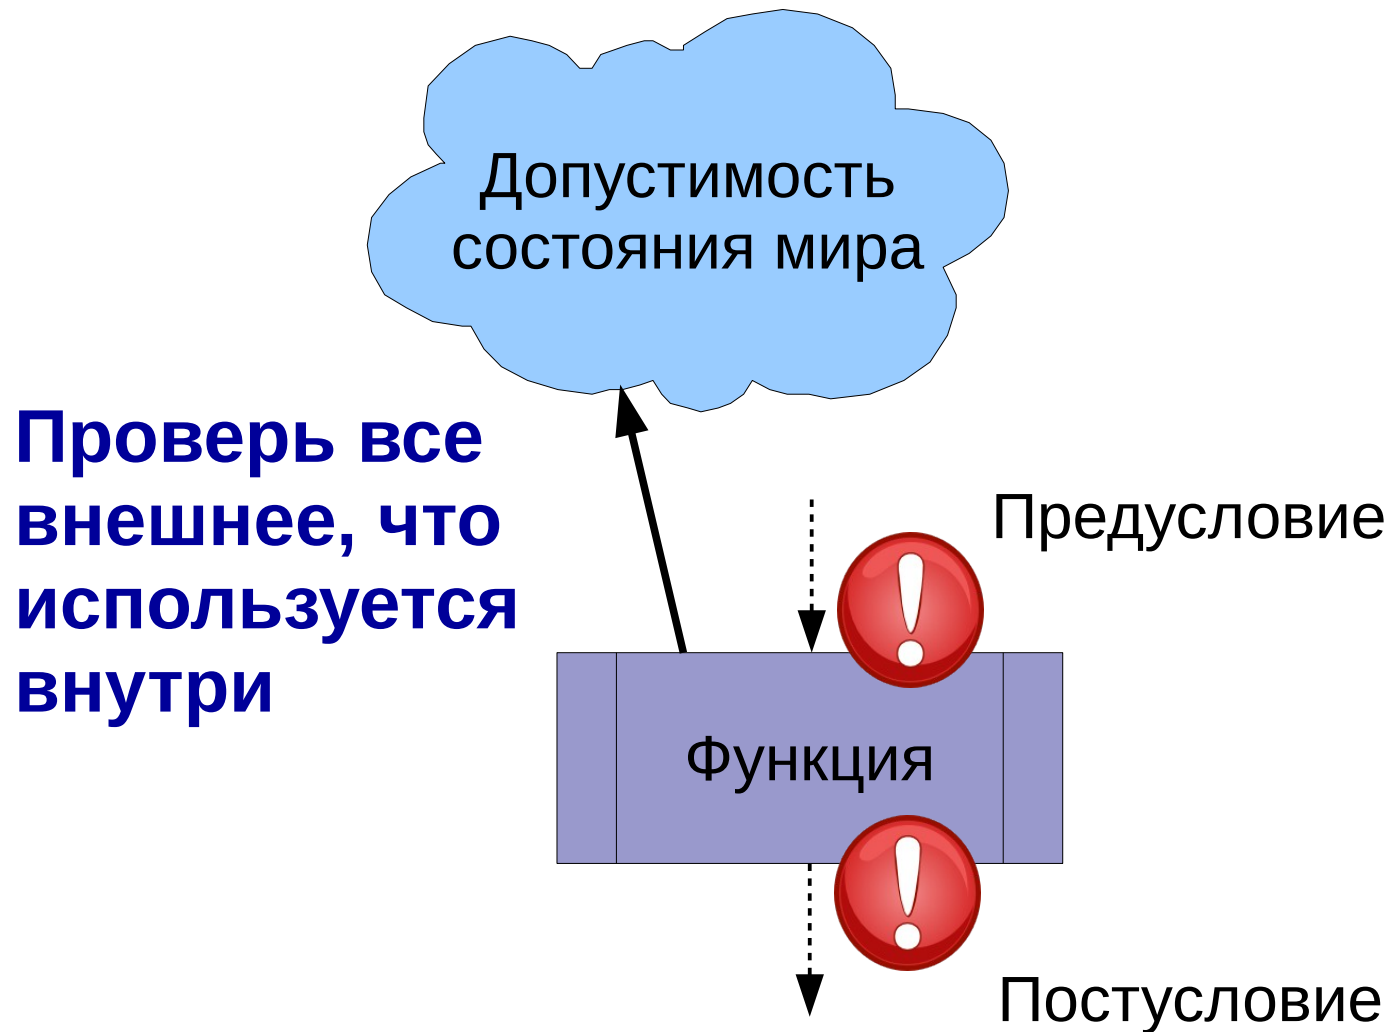 Допустимость
состояния мира
Проверь все
внешнее, что
используется
внутри
Предусловие
Функция
Постусловие